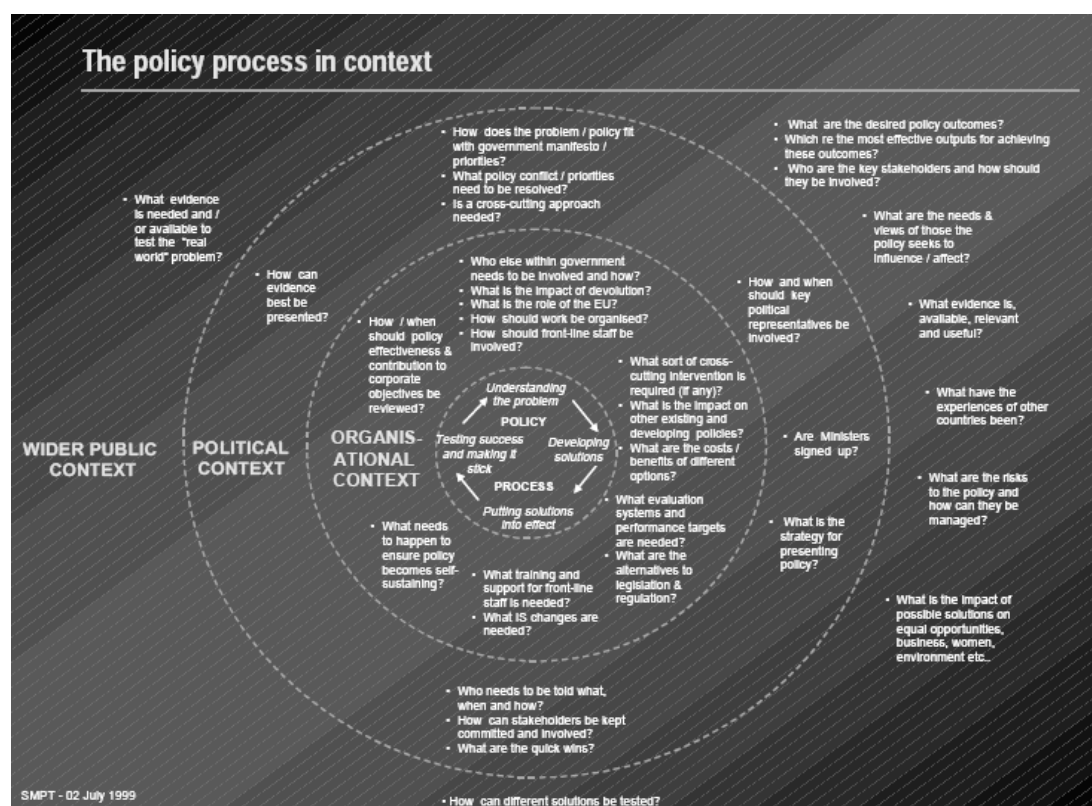 The policy process in context
• How does the problem / policy fit
with government manifesto /
priorities?
• What policy conflict / priorities
need to be resolved?
• Is a cross-cutting approach
needed?
• What are the desired policy outcomes?
• Which re the most effective outputs for achieving
these outcomes?
• Who are the key stakeholders and how should
they be involved?
• What evidence
is needed and /
or available to
test the "real
world" problem?
• What are the needs &
views of those the
policy seeks to
influence / affect?
• How can
evidence
best be
presented?
• Who else within government
needs to be involved and how?
• What is the impact of devolution?
• What is the role of the EU?
• How should work be organised?
• How should front-line staff be
involved?
• How and when
should key
political
representatives be
involved?
• What evidence is,
available, relevant
and useful?
• How / when
should policy
effectiveness &
contribution to
corporate
objectives be
reviewed?
• What sort of cross-
cutting intervention is
required (if any)?
• What is the impact on
other existing and
developing policies?
• What are the costs /
benefits of different
options?
Understanding
the problem
POLICY
Testing success
and making it
stick
Developing
solutions
PROCESS
Putting solutions
into effect
• What have the
experiences of other
countries been?
WIDER PUBLIC
CONTEXT
POLITICAL
CONTEXT
ORGANIS-
ATIONAL
CONTEXT
• Are Ministers
signed up?
• What are the risks
to the policy and
how can they be
managed?
• What evaluation
systems and
performance targets
are needed?
• What are the
alternatives to
legislation &
regulation?
• What is the
strategy for
presenting
policy?
• What needs
to happen to
ensure policy
becomes self-
sustaining?
• What training and
support for front-line
staff is needed?
• What IS changes are
needed?
• What is the impact of
possible solutions on
equal opportunities,
business, women,
environment etc..
• Who needs to be told what,
when and how?
• How can stakeholders be kept
committed and involved?
• What are the quick wins?
SMPT - 02 July 1999
• How can different solutions be tested?